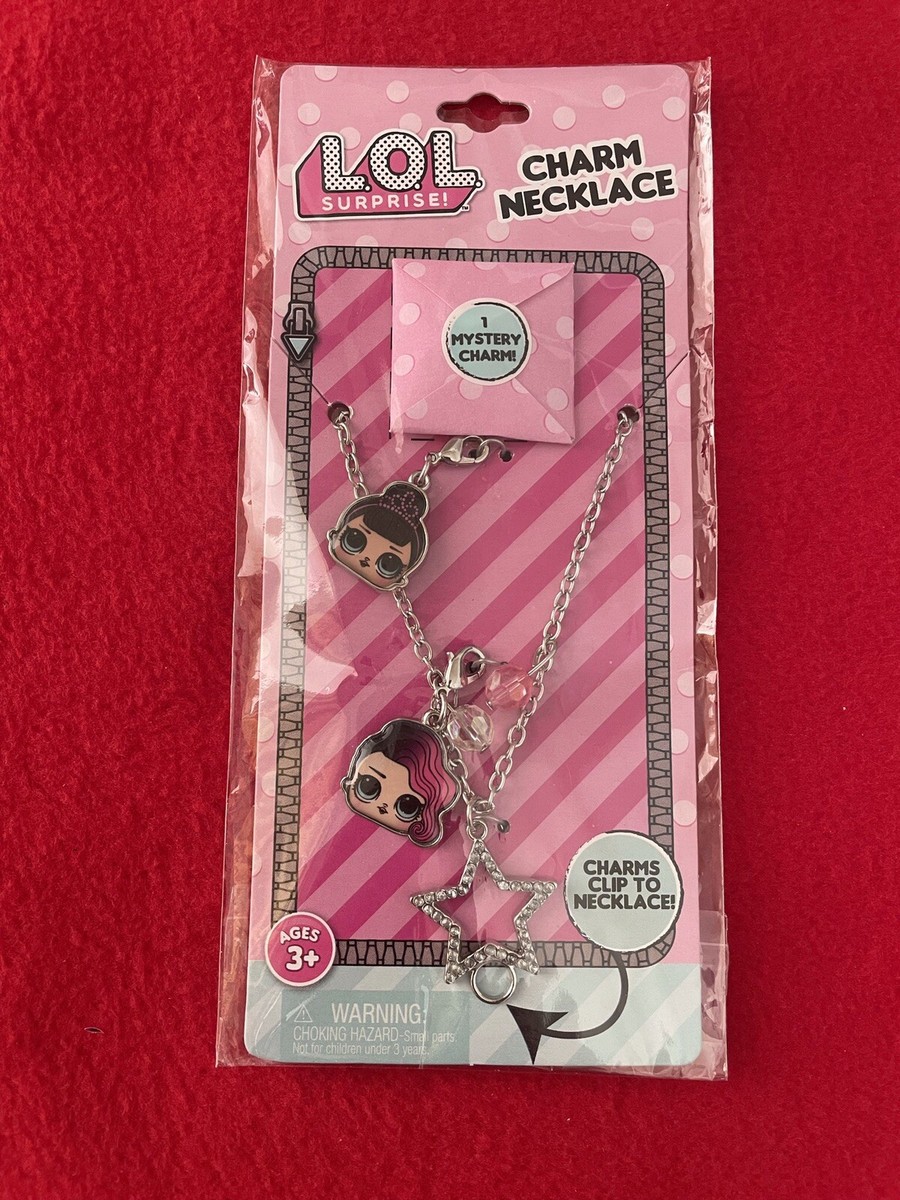 L.O.L.
SURPRISE!™
CHARM
NECKLACE
1
MYSTERY
CHARM!
CHARMS
CLIP TO
NECKLACE!
AGES
3+
WARNING:
CHOKING HAZARD-Small parts.
Not for children under 3 years.